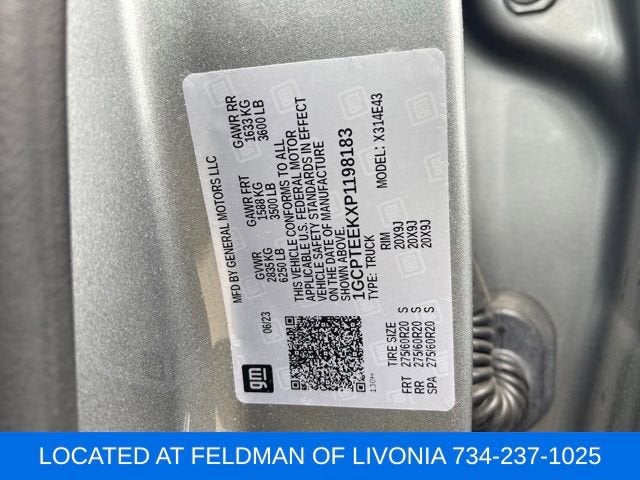 MFD BY GENERAL MOTORS LLC
06/23
GVWR GAWR FRT GAWR RR
2835 KG 1588 KG 1633 KG
6250 LB 3500 LB 3600 LB
THIS VEHICLE CONFORMS TO ALL
APPLICABLE U.S. FEDERAL MOTOR
VEHICLE SAFETY STANDARDS IN EFFECT
ON THE DATE OF MANUFACTURE
SHOWN ABOVE.
1GCPTEEKXP1198183
TYPE: TRUCK MODEL: X314E43
gm
130H
TIRE SIZE RIM
FRT 275/60R20 S 20X9J
RR 275/60R20 S 20X9J
SPA 275/60R20 S 20X9J
LOCATED AT FELDMAN OF LIVONIA 734-237-1025